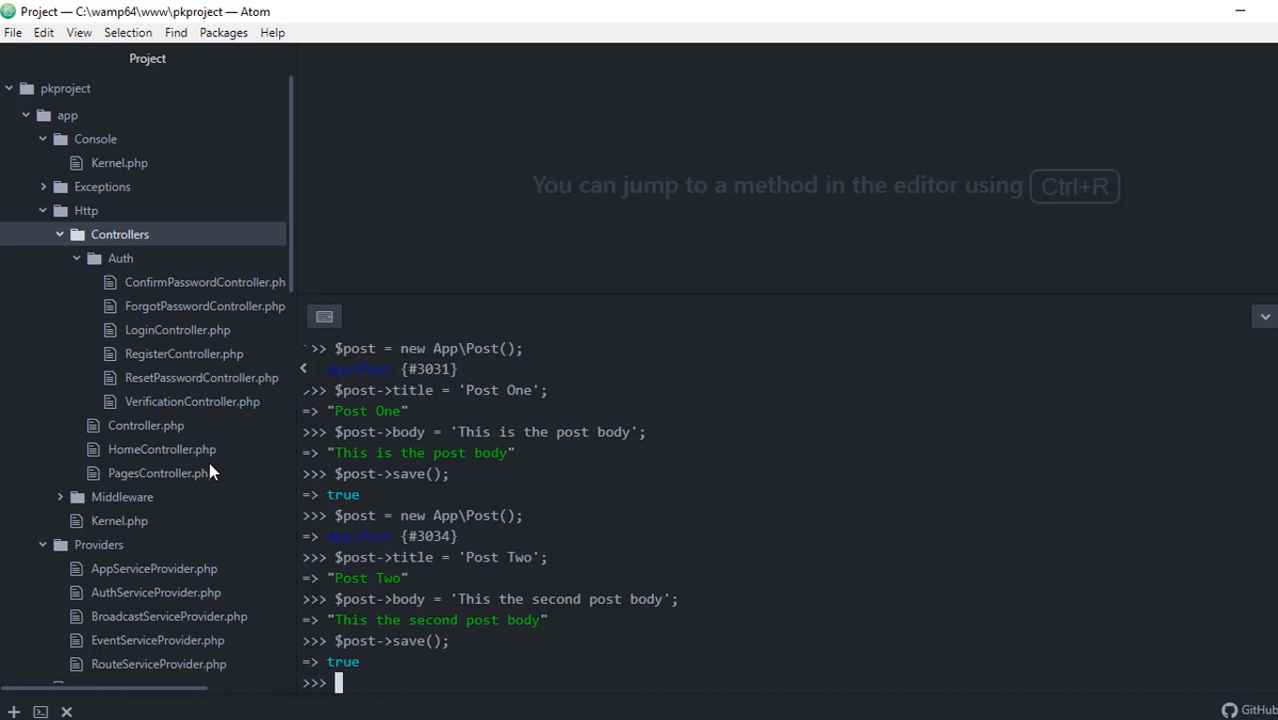 Project — C:\wamp64\www\pkproject — Atom
File Edit View Selection Find Packages Help
Project
pkproject
app
Console
Kernel.php
Exceptions
Http
Controllers
Auth
ConfirmPasswordController.ph
ForgotPasswordController.php
LoginController.php
RegisterController.php
ResetPasswordController.php
VerificationController.php
Controller.php
HomeController.php
PagesController.ph
Middleware
Kernel.php
Providers
AppServiceProvider.php
AuthServiceProvider.php
BroadcastServiceProvider.php
EventServiceProvider.php
RouteServiceProvider.php
You can jump to a method in the editor using Ctrl+R
>>> $post = new App\Post();
App\Post {#3031}
>>> $post->title = 'Post One';
=> "Post One"
>>> $post->body = 'This is the post body';
=> "This is the post body"
>>> $post->save();
=> true
>>> $post = new App\Post();
=> App\Post {#3034}
>>> $post->title = 'Post Two';
=> "Post Two"
>>> $post->body = 'This the second post body';
=> "This the second post body"
>>> $post->save();
=> true
>>>
GitHub